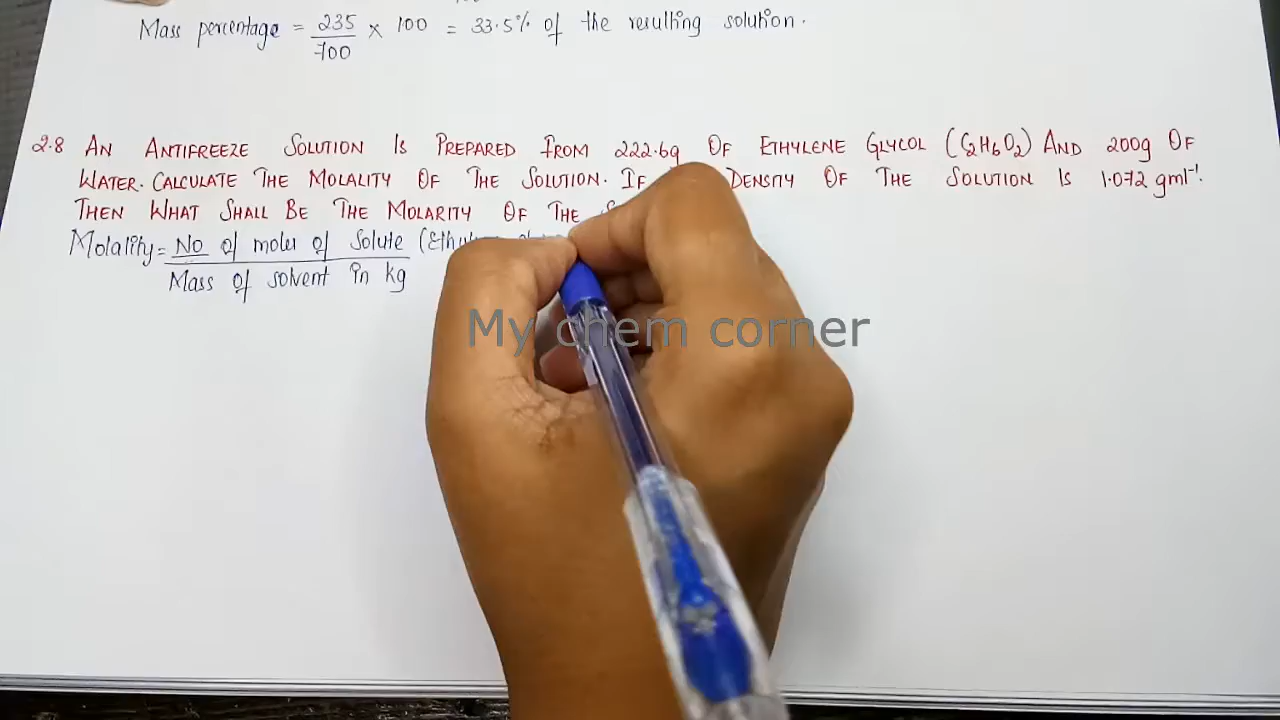 Mass percentage = 235/700 × 100 = 33.5% of the resulting solution.
2.8 AN ANTIFREEZE SOLUTION IS PREPARED FROM 222.6g OF ETHYLENE GLYCOL (C₂H₆O₂) AND 200g OF
WATER. CALCULATE THE MOLALITY OF THE SOLUTION. IF DENSITY OF THE SOLUTION IS 1.072 gml⁻¹.
THEN WHAT SHALL BE THE MOLARITY OF THE
Molality = No of moles of Solute (
Mass of solvent in kg
My chem corner